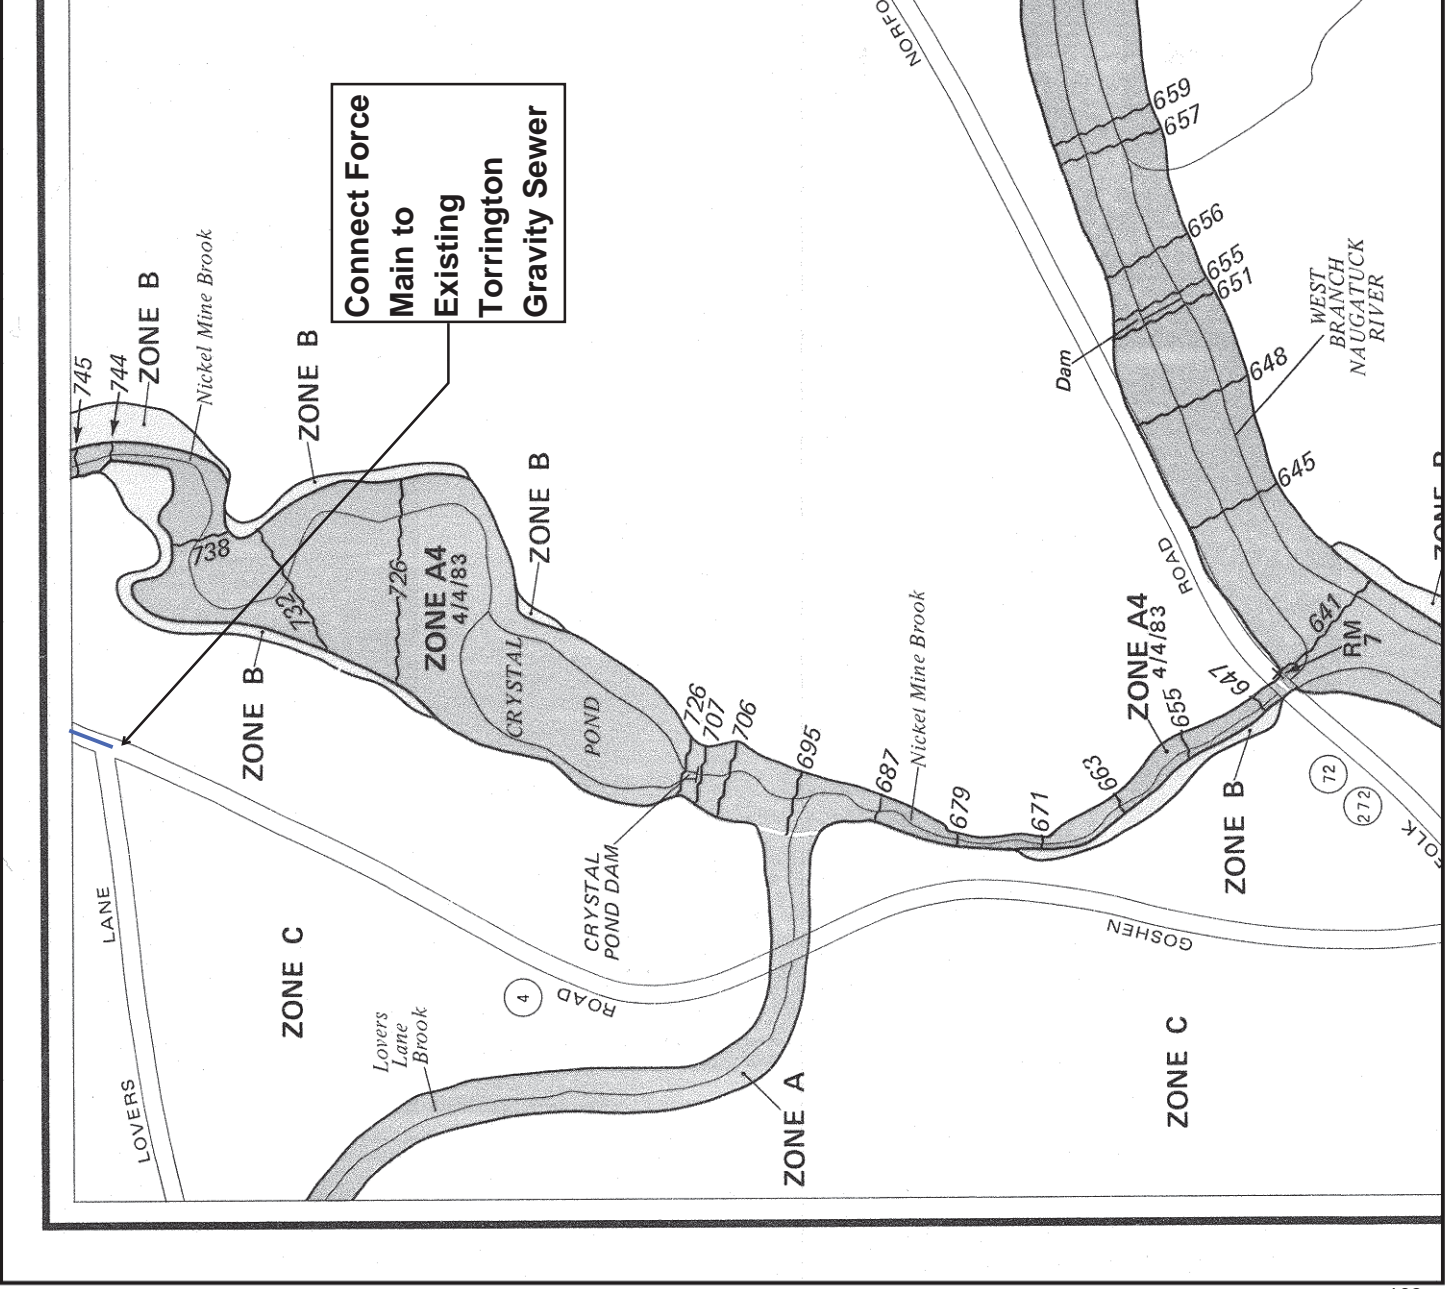 Connect Force
Main to
Existing
Torrington
Gravity Sewer
745
744
ZONE B
Nickel Mine Brook
ZONE B
738
732
726
ZONE A4
4/4/83
ZONE B
ZONE B
CRYSTAL
POND
726
707
706
695
687
679
671
663
655
647
641
Nickel Mine Brook
ZONE A4
4/4/83
RM
7
ZONE B
CRYSTAL
POND DAM
LANE
LOVERS
ZONE C
4
ROAD
Lovers
Lane
Brook
ZONE A
ZONE C
GOSHEN
72
272
FOLK
NORFO
ROAD
659
657
656
655
651
Dam
648
645
WEST
BRANCH
NAUGATUCK
RIVER